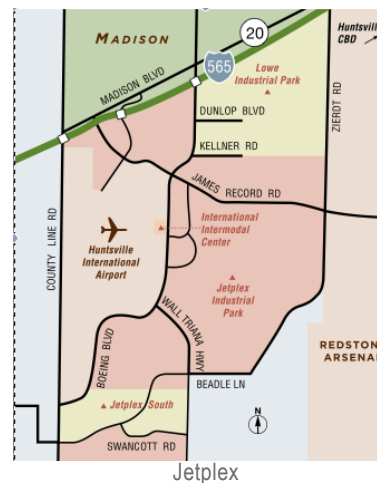 MADISON
20
Huntsville
CBD
565
Lowe
Industrial Park
MADISON BLVD
ZIERDT RD
DUNLOP BLVD
KELLNER RD
JAMES RECORD RD
COUNTY LINE RD
International
Intermodal
Center
Huntsville
International
Airport
Jetplex
Industrial
Park
WALL TRIANA HWY
BOEING BLVD
REDSTON
ARSENA
BEADLE LN
Jetplex South
N
SWANCOTT RD
Jetplex